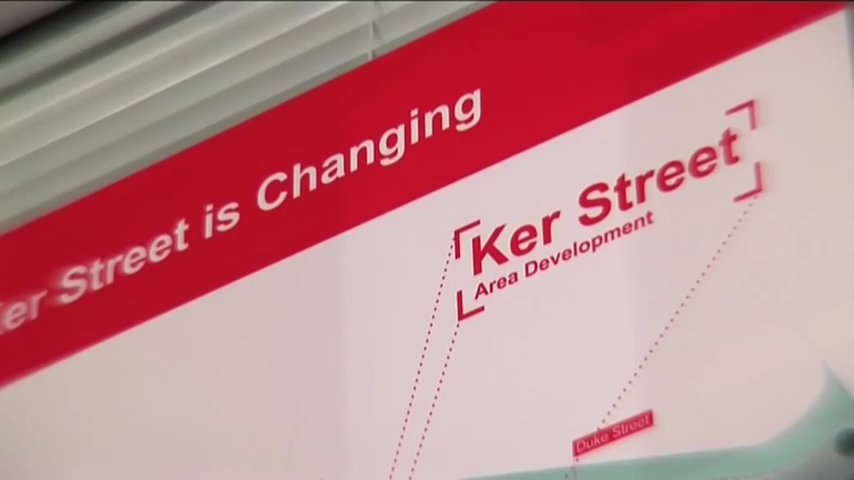 Ker Street is Changing
Ker Street
Area Development
Duke Street